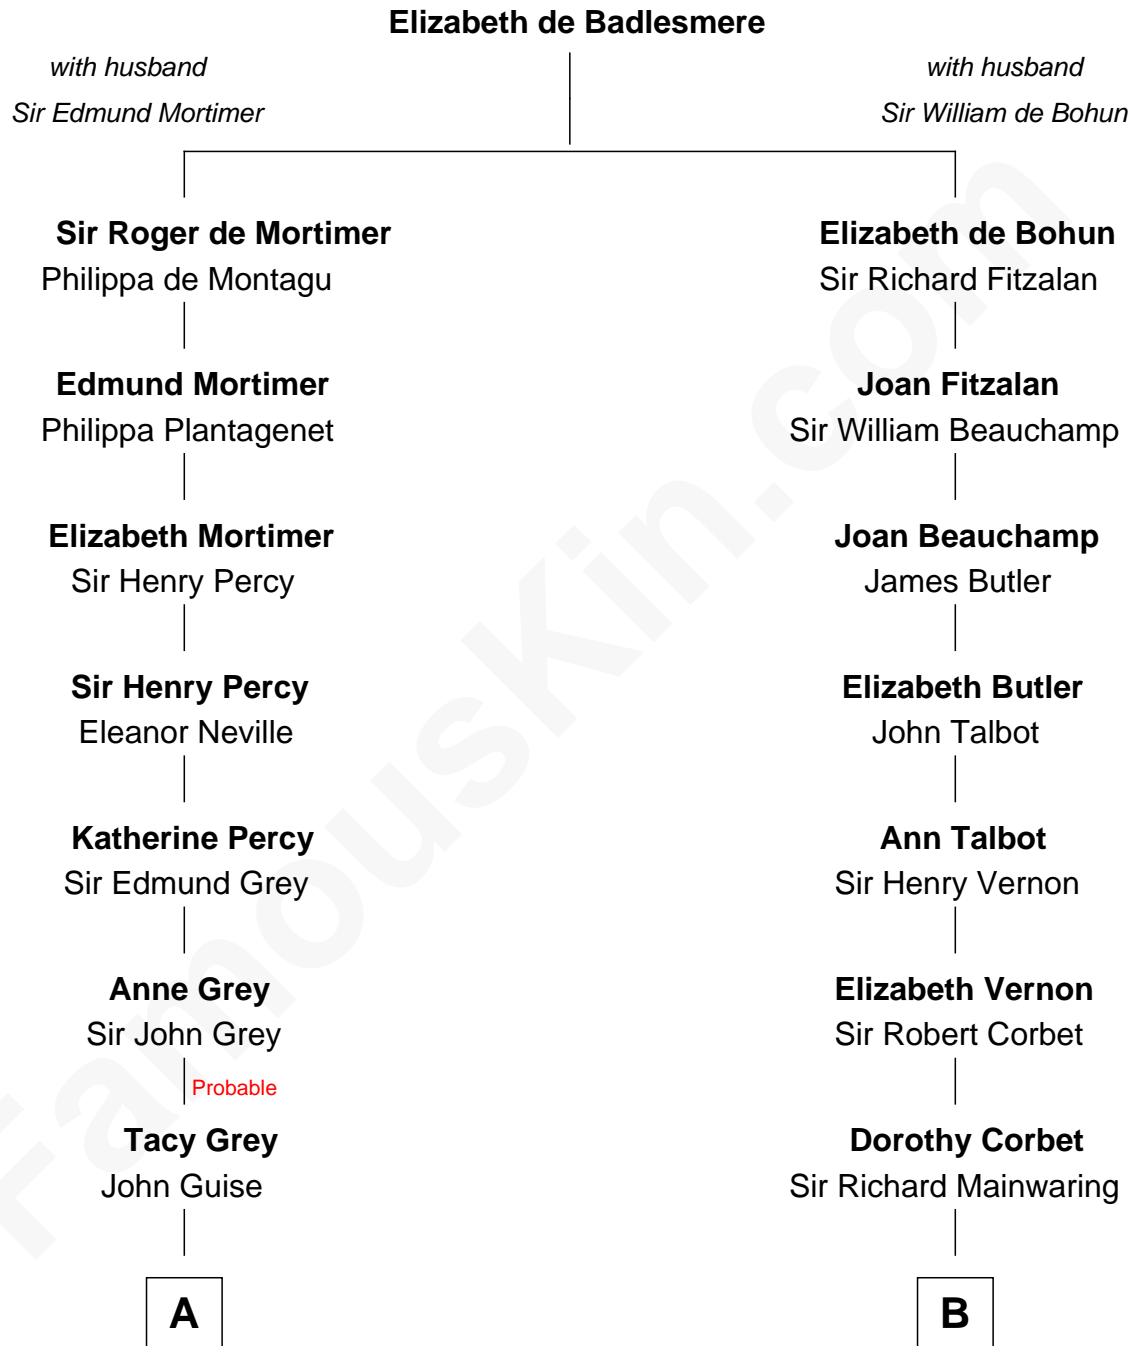 Elizabeth de Badlesmere
with husband
Sir Edmund Mortimer
with husband
Sir William de Bohun
Sir Roger de Mortimer
Philippa de Montagu
Elizabeth de Bohun
Sir Richard Fitzalan
Edmund Mortimer
Philippa Plantagenet
Joan Fitzalan
Sir William Beauchamp
Elizabeth Mortimer
Sir Henry Percy
Joan Beauchamp
James Butler
Sir Henry Percy
Eleanor Neville
Elizabeth Butler
John Talbot
Katherine Percy
Sir Edmund Grey
Ann Talbot
Sir Henry Vernon
Anne Grey
Sir John Grey
Elizabeth Vernon
Sir Robert Corbet
Probable
Tacy Grey
John Guise
Dorothy Corbet
Sir Richard Mainwaring
A
B
FamousKin.com